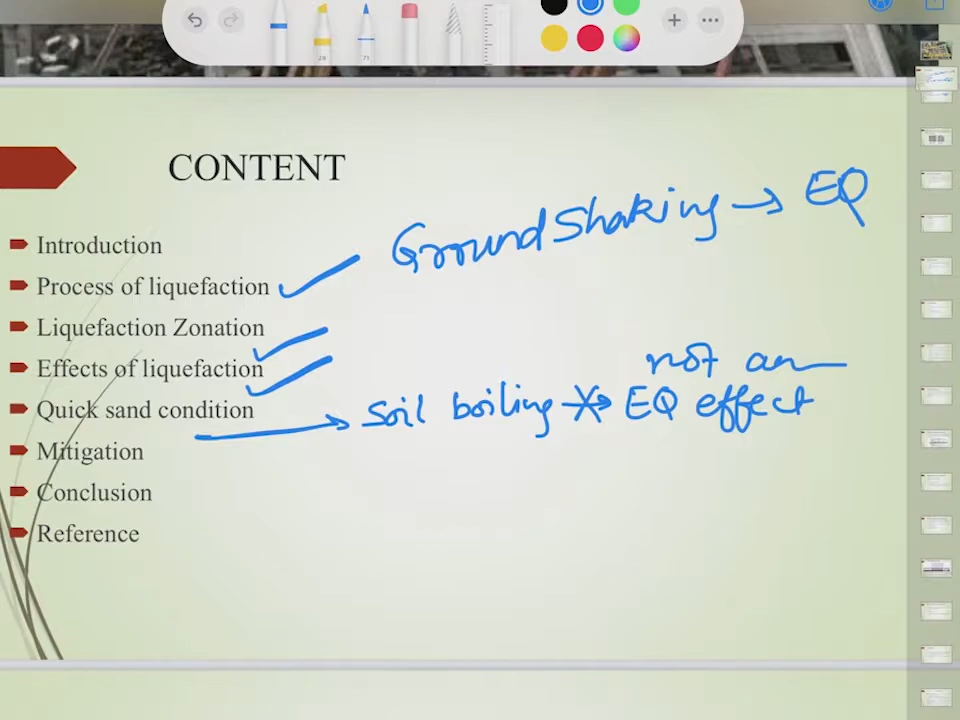 CONTENT
Introduction
Process of liquefaction
Liquefaction Zonation
Effects of liquefaction
Quick sand condition
Mitigation
Conclusion
Reference
Ground Shaking → EQ
not an
Soil boiling → EQ effect